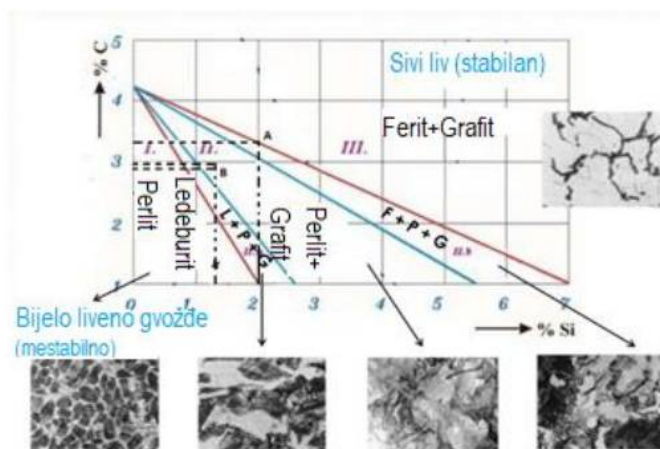 % C
5
Sivi liv (stabilan)
4
A
Ferit+Grafit
I.
II.
III.
3
B
Perlit
Ledeburit
L + P + G
Grafit
Perlit+
F + P + G
II.b
2
1
0
1
2
3
4
5
6
7
% Si
Bijelo liveno gvožđe
(mestabilno)